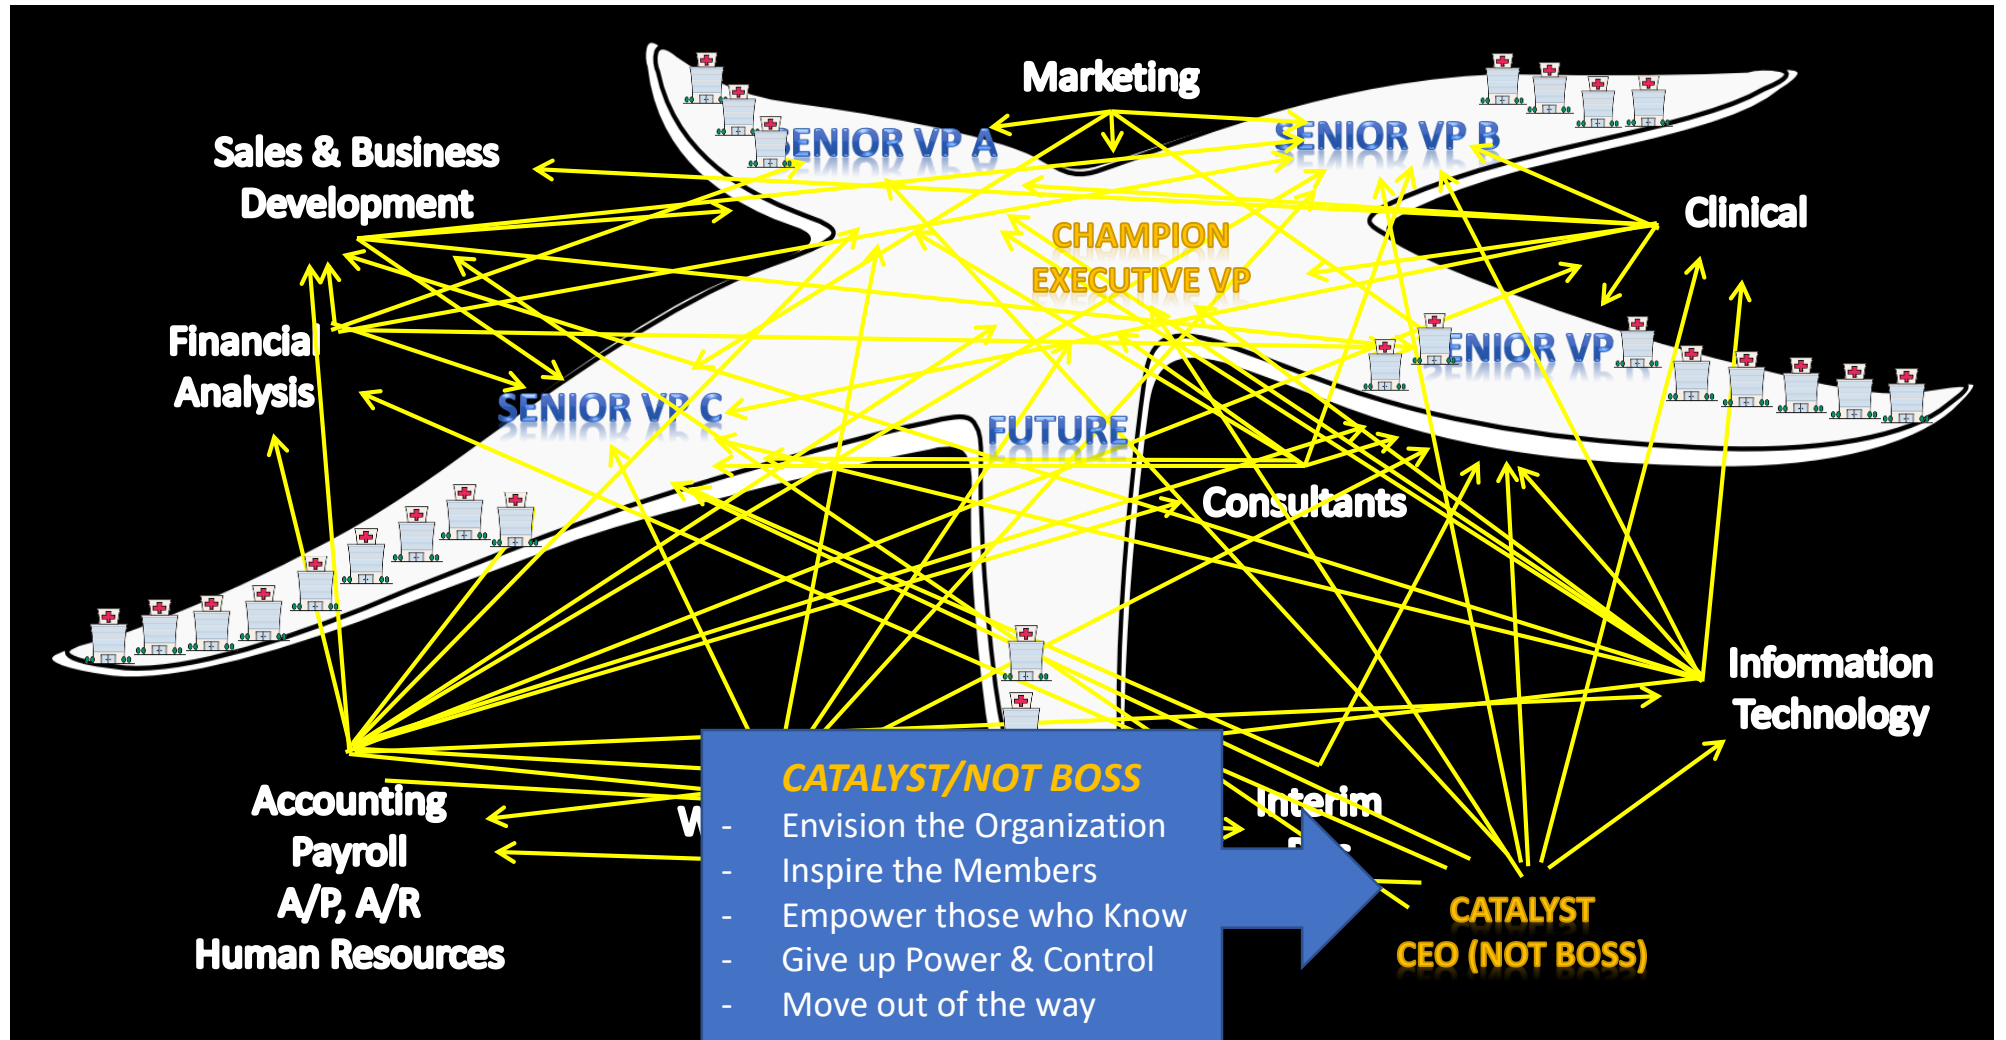 Marketing
SENIOR VP A
SENIOR VP B
Sales & Business
Development
Clinical
CHAMPION
EXECUTIVE VP
Financial
Analysis
SENIOR VP
SENIOR VP C
FUTURE
Consultants
Information
Technology
Accounting
Payroll
A/P, A/R
Human Resources
CATALYST/NOT BOSS
- Envision the Organization
- Inspire the Members
- Empower those who Know
- Give up Power & Control
- Move out of the way
Interim
CATALYST
CEO (NOT BOSS)